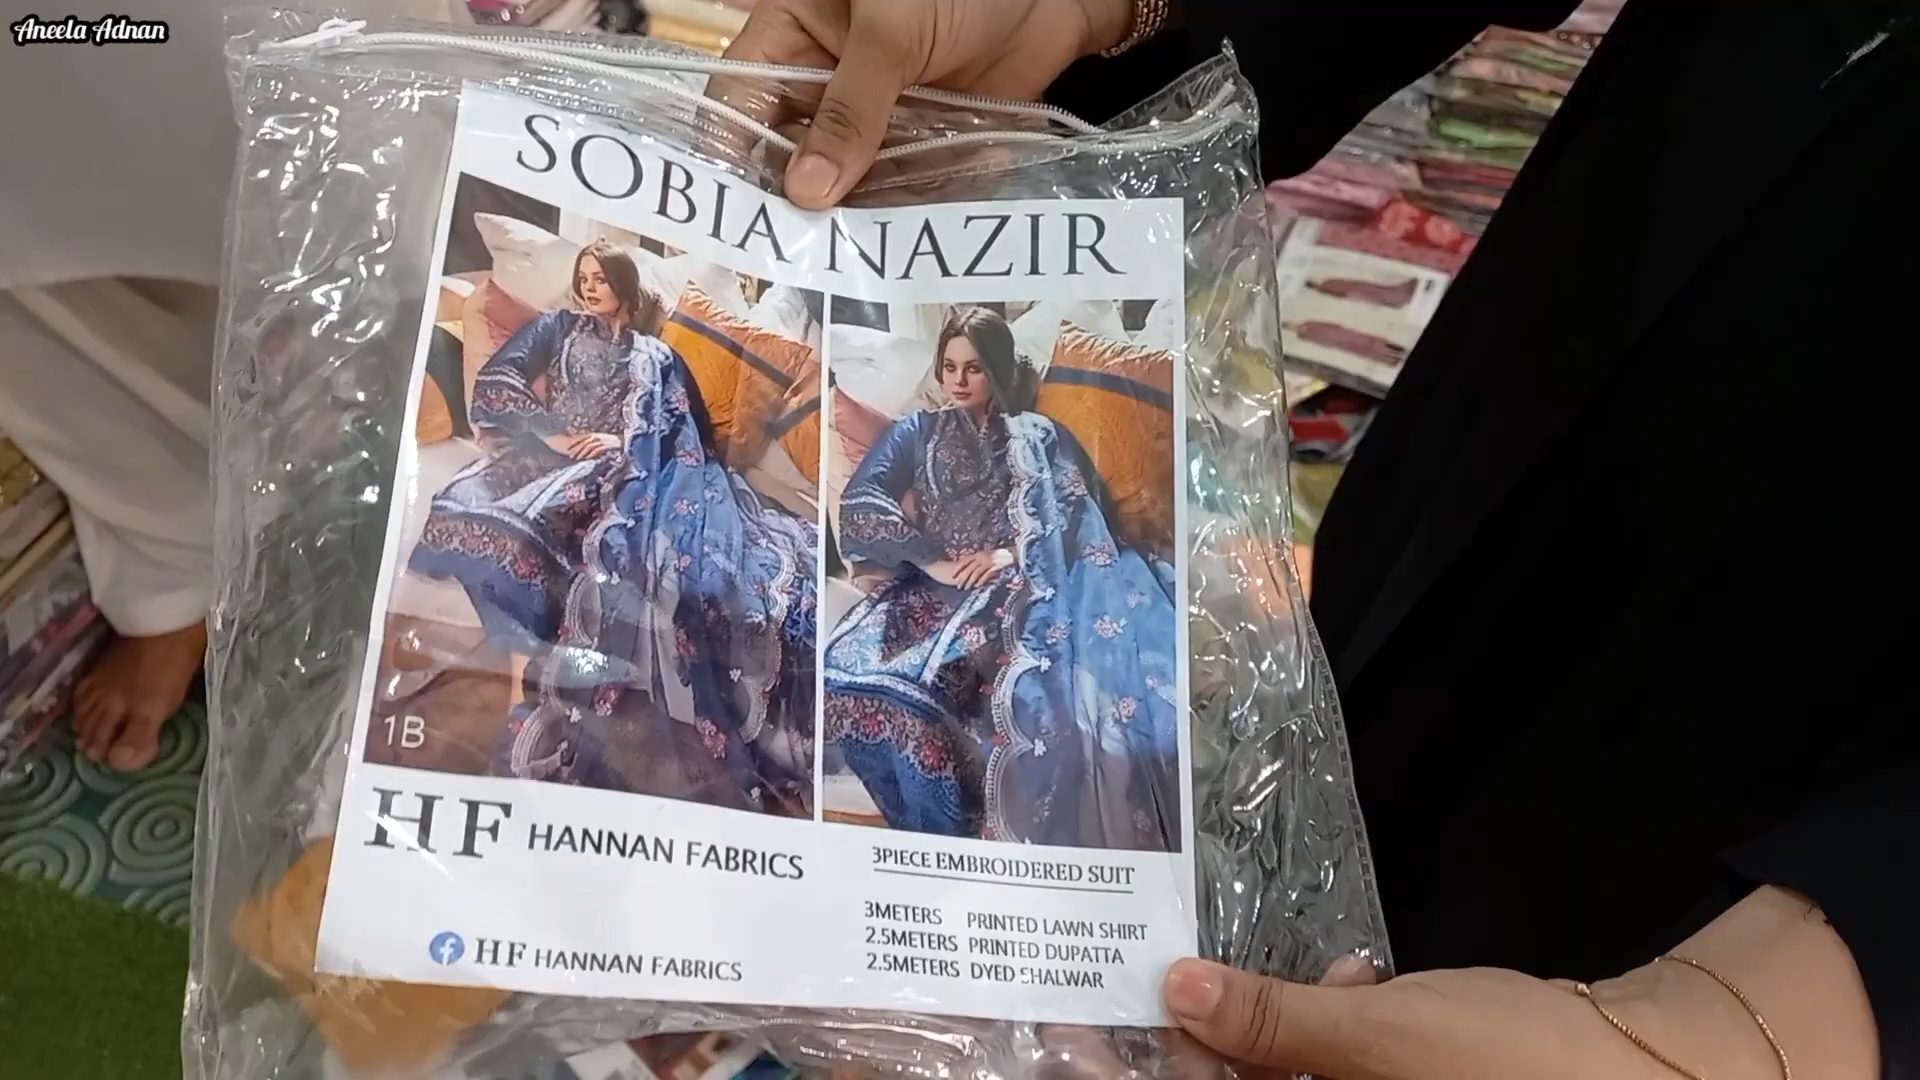 Aneela Adnan
SOBIA NAZIR
1B
HF HANNAN FABRICS
3PIECE EMBROIDERED SUIT
3METERS PRINTED LAWN SHIRT
2.5METERS PRINTED DUPATTA
2.5METERS DYED SHALWAR
f HF HANNAN FABRICS